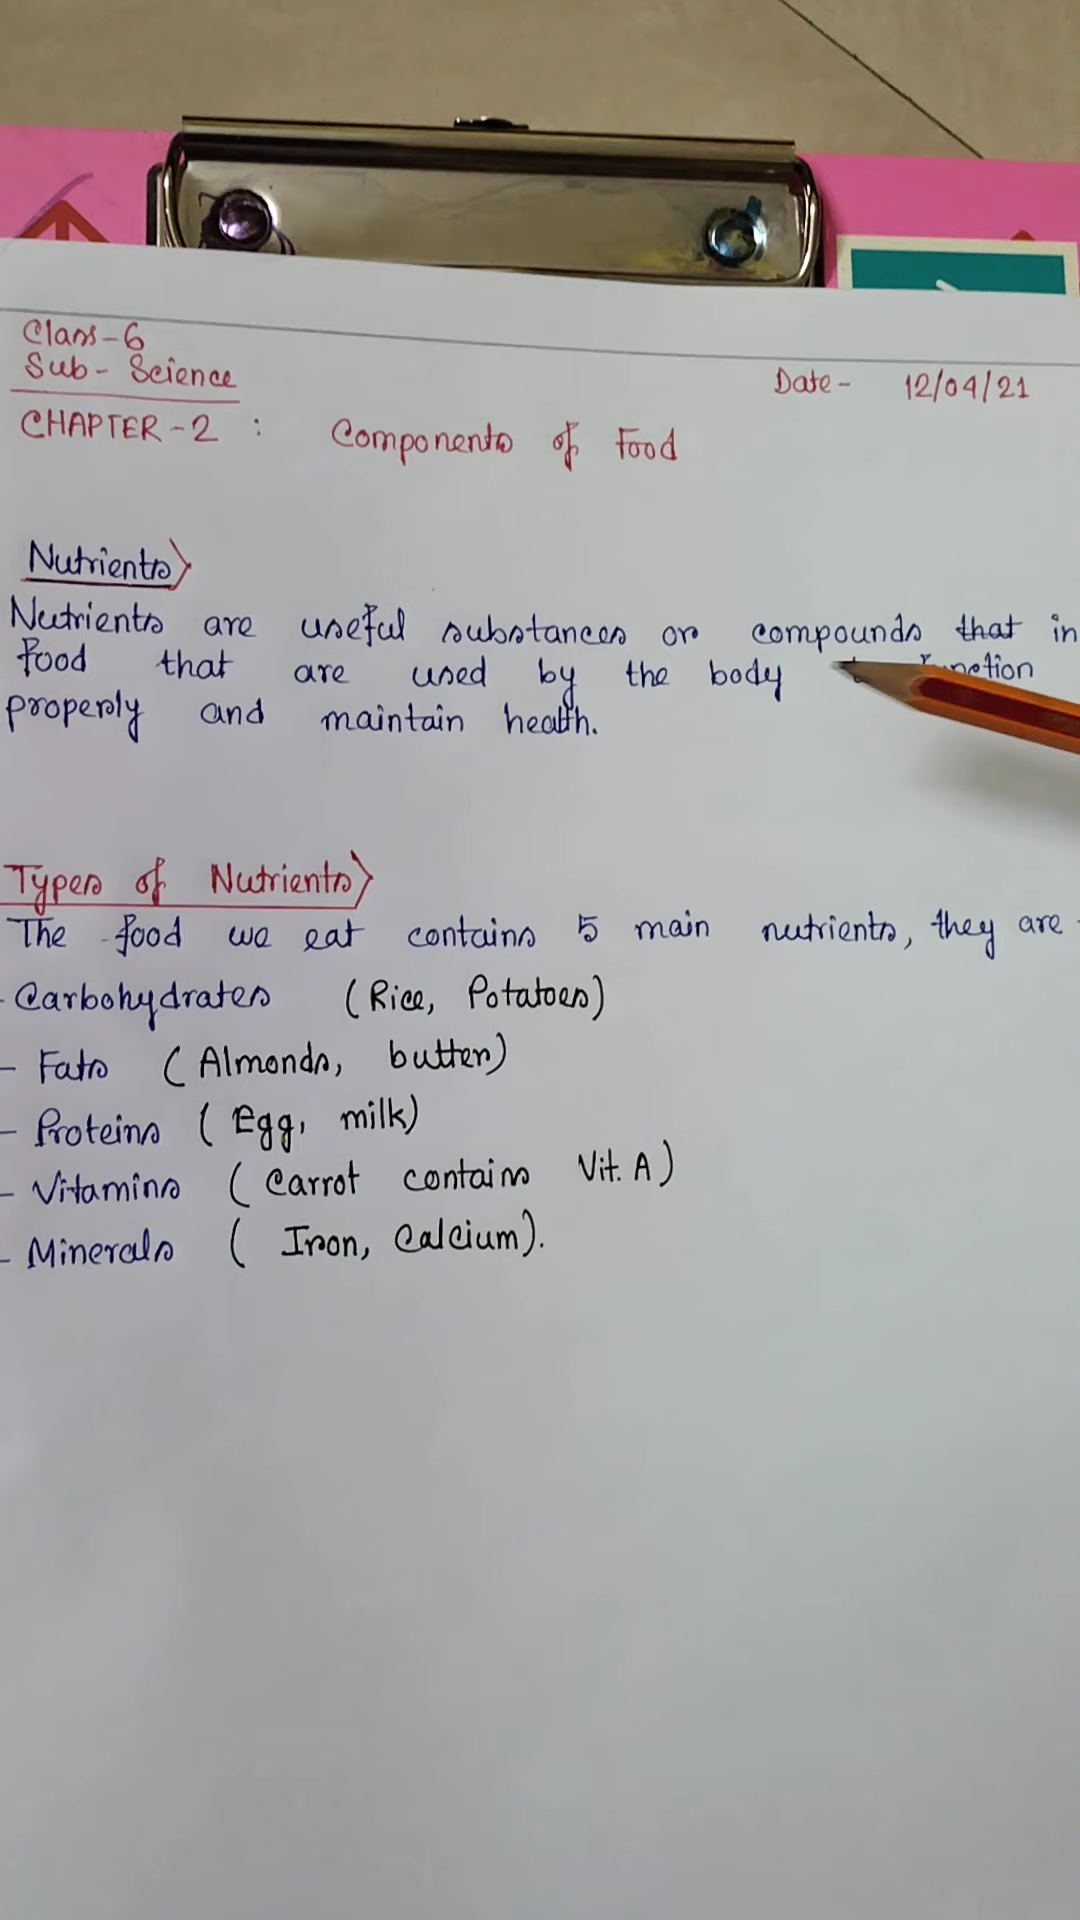 Class-6
Sub- Science
Date- 12/04/21
CHAPTER-2 : Components of Food
Nutrients
Nutrients are useful substances or compounds that in
food that are used by the body function
properly and maintain health.
Types of Nutrients
The food we eat contains 5 main nutrients, they are -
- Carbohydrates (Rice, Potatoes)
- Fats (Almonds, butter)
- Proteins (Egg, milk)
- Vitamins (Carrot contains Vit. A)
- Minerals (Iron, Calcium).